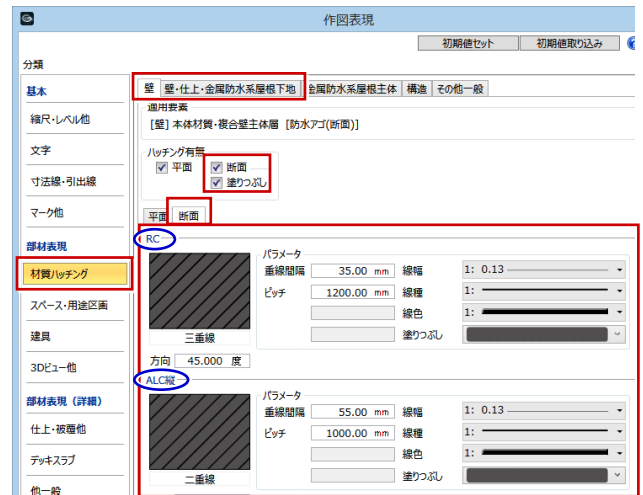 作図表現
初期値セット 初期値取り込み
分類
基本
縮尺・レベル他
文字
寸法線・引出線
マーク他
部材表現
材質ハッチング
スペース・用途区画
建具
3Dビュー他
部材表現（詳細）
仕上・被覆他
デッキスラブ
他一般
壁 壁・仕上・金属防水系屋根下地 金属防水系屋根主体 構造 その他一般
適用要素
[壁] 本体材質・複合壁主体層 [防水アゴ(断面)]
ハッチング有無
平面 断面
塗りつぶし
平面 断面
RC
パラメータ
重線間隔 35.00 mm 線幅 1: 0.13
ピッチ 1200.00 mm 線種 1:
線色 1:
三重線 塗りつぶし
方向 45.000 度
ALC縦
パラメータ
重線間隔 55.00 mm 線幅 1: 0.13
ピッチ 1000.00 mm 線種 1:
線色 1:
二重線 塗りつぶし